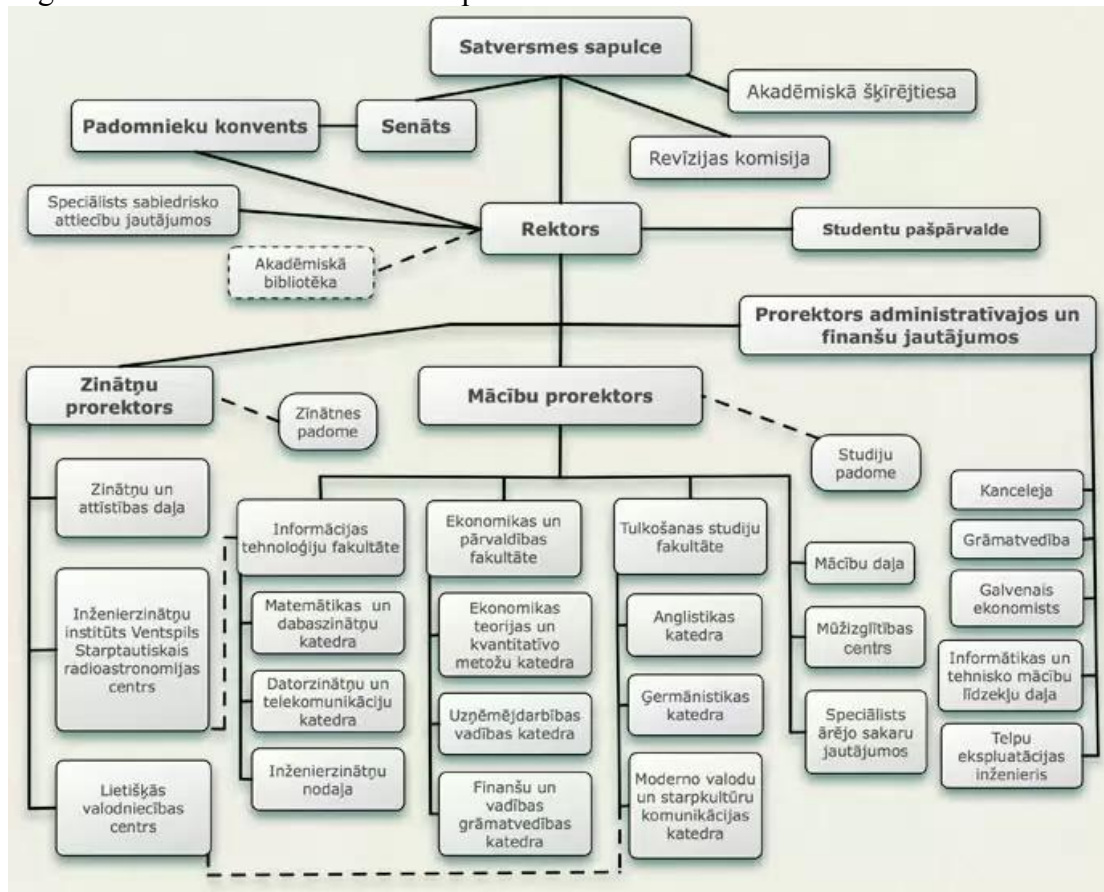 Satversmes sapulce
Akadēmiskā šķīrējtiesa
Padomnieku konvents
Senāts
Revīzijas komisija
Speciālists sabiedrisko
attiecību jautājumos
Rektors
Studentu pašpārvalde
Akadēmiskā
bibliotēka
Prorektors administratīvajos un
finanšu jautājumos
Zinātņu
prorektors
Zinātnes
padome
Mācību prorektors
Studiju
padome
Zinātņu un
attīstības daļa
Inženierzinātņu
institūts Ventspils
Starptautiskais
radioastronomijas
centrs
Lietišķās
valodniecības
centrs
Informācijas
tehnoloģiju fakultāte
Matemātikas un
dabaszinātņu
katedra
Datorzinātņu un
telekomunikāciju
katedra
Inženierzinātņu
nodaļa
Ekonomikas un
pārvaldības
fakultāte
Ekonomikas
teorijas un
kvantitatīvo
metožu katedra
Uzņēmējdarbības
vadības katedra
Finanšu un
vadības
grāmatvedības
katedra
Tulkošanas studiju
fakultāte
Anglistikas
katedra
Ģermānistikas
katedra
Moderno valodu
un starpkultūru
komunikācijas
katedra
Mācību daļa
Mūžizglītības
centrs
Speciālists
ārējo sakaru
jautājumos
Kanceleja
Grāmatvedība
Galvenais
ekonomists
Informātikas un
tehnisko mācību
līdzekļu daļa
Telpu
ekspluatācijas
inženieris